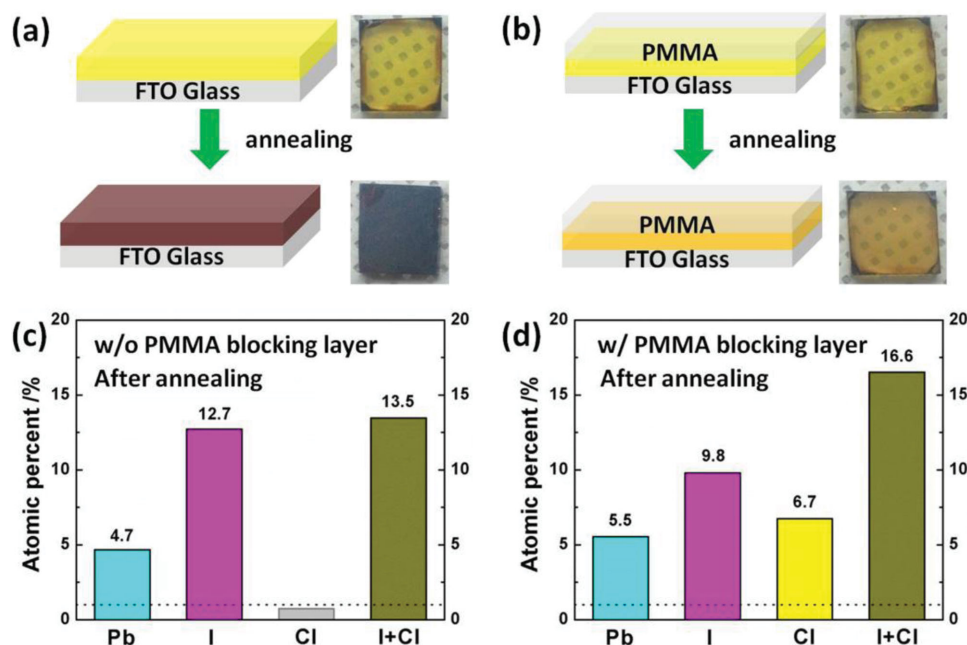 (a)
FTO Glass
annealing
FTO Glass
(b)
PMMA
FTO Glass
annealing
PMMA
FTO Glass
(c)
w/o PMMA blocking layer
After annealing
Atomic percent /%
20
15
10
5
0
4.7
12.7
13.5
20
15
10
5
0
Pb I Cl I+Cl
(d)
w/ PMMA blocking layer
After annealing
Atomic percent /%
20
15
10
5
0
5.5
9.8
6.7
16.6
20
15
10
5
0
Pb I Cl I+Cl